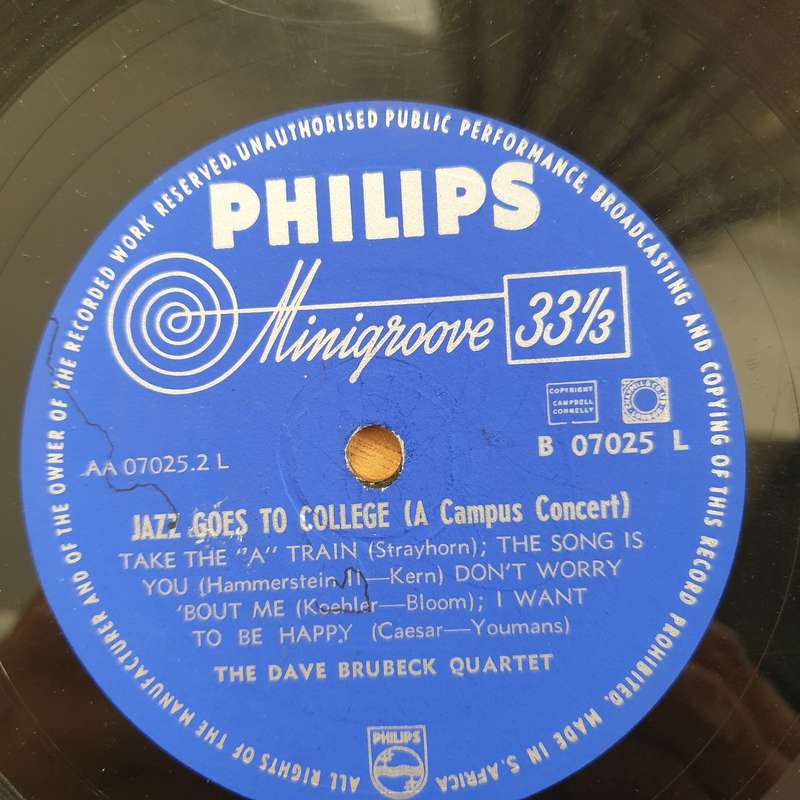 ALL RIGHTS OF THE MANUFACTURER AND OF THE OWNER OF THE RECORDED WORK RESERVED. UNAUTHORISED PUBLIC PERFORMANCE, BROADCASTING AND COPYING OF THIS RECORD PROHIBITED. MADE IN S. AFRICA
PHILIPS
Minigroove 33⅓
COPYRIGHT
CAMPBELL
CONNELLY
B 07025 L
AA 07025.2 L
JAZZ GOES TO COLLEGE (A Campus Concert)
TAKE THE "A" TRAIN (Strayhorn); THE SONG IS
YOU (Hammerstein II—Kern) DON'T WORRY
'BOUT ME (Koehler—Bloom); I WANT
TO BE HAPPY (Caesar—Youmans)
THE DAVE BRUBECK QUARTET
PHILIPS